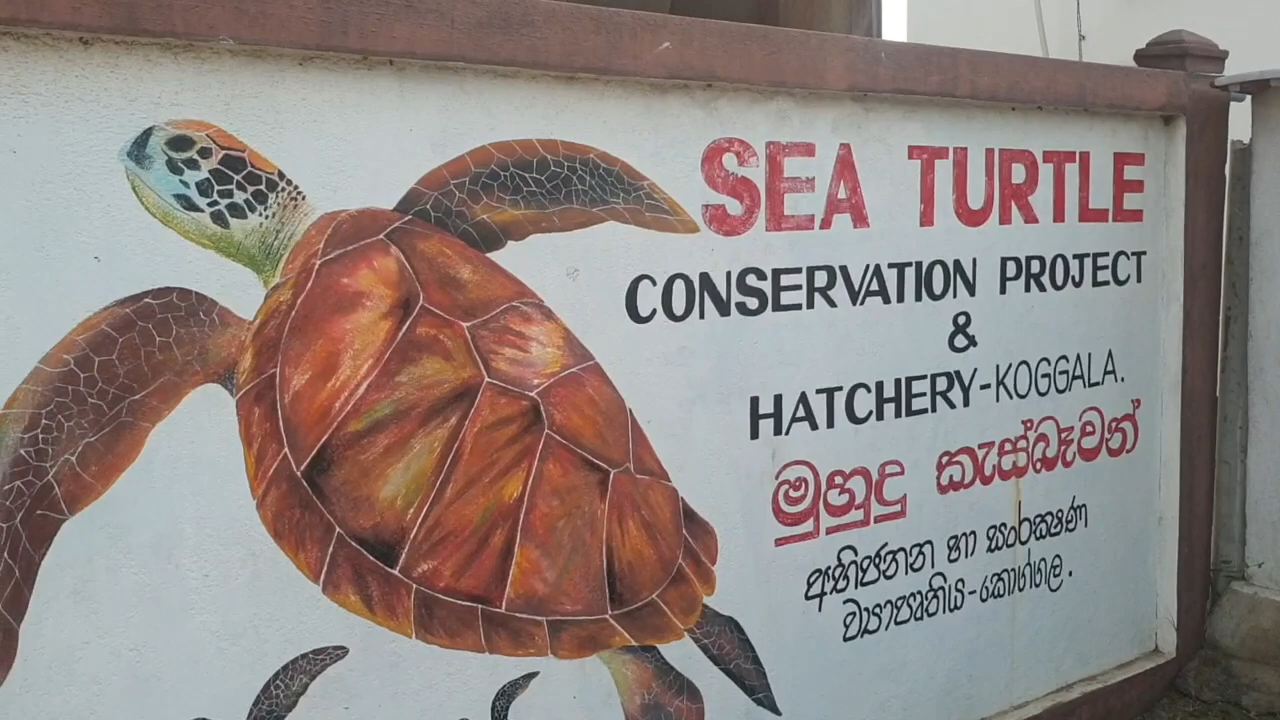 SEA TURTLE
CONSERVATION PROJECT
&
HATCHERY-KOGGALA.
මුහුදු කැස්බෑවන්
අභිජනන හා සංරක්ෂණ
ව්‍යාපෘතිය-කොග්ගල.